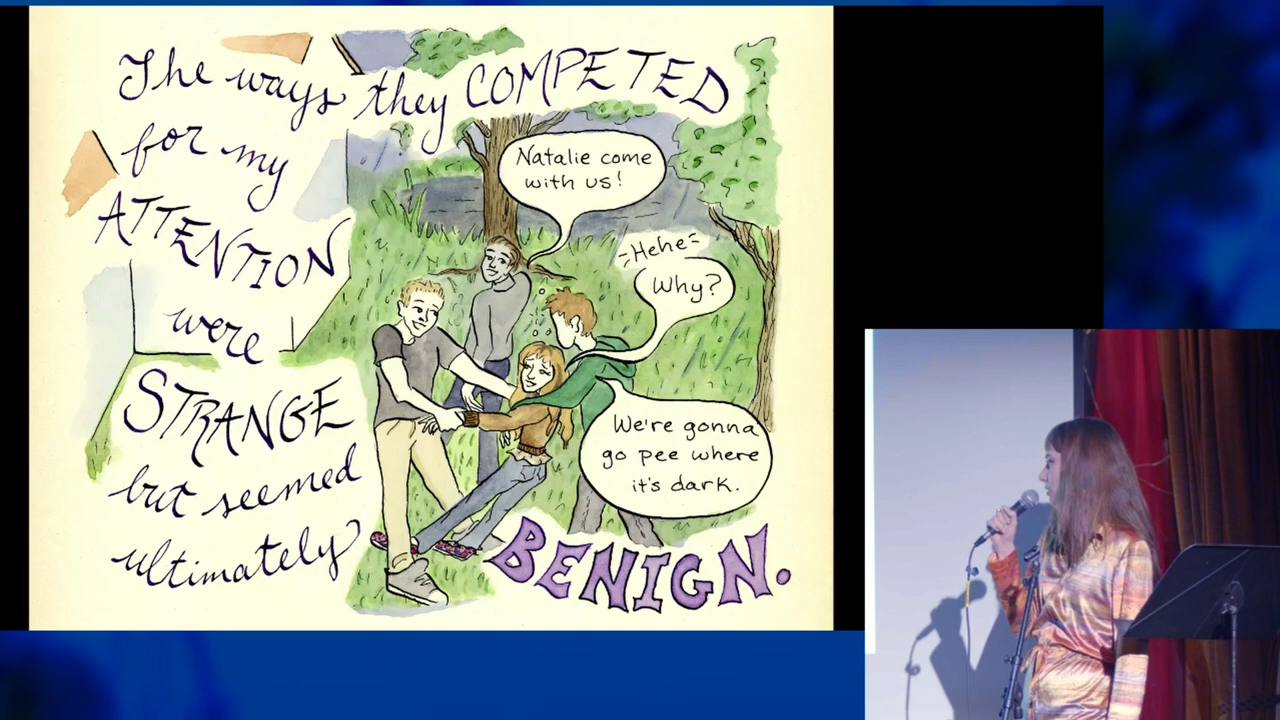 The ways they COMPETED
for my
ATTENTION
were
STRANGE
but seemed
ultimately
BENIGN.
Natalie come
with us!
Hehe
Why?
We're gonna
go pee where
it's dark.